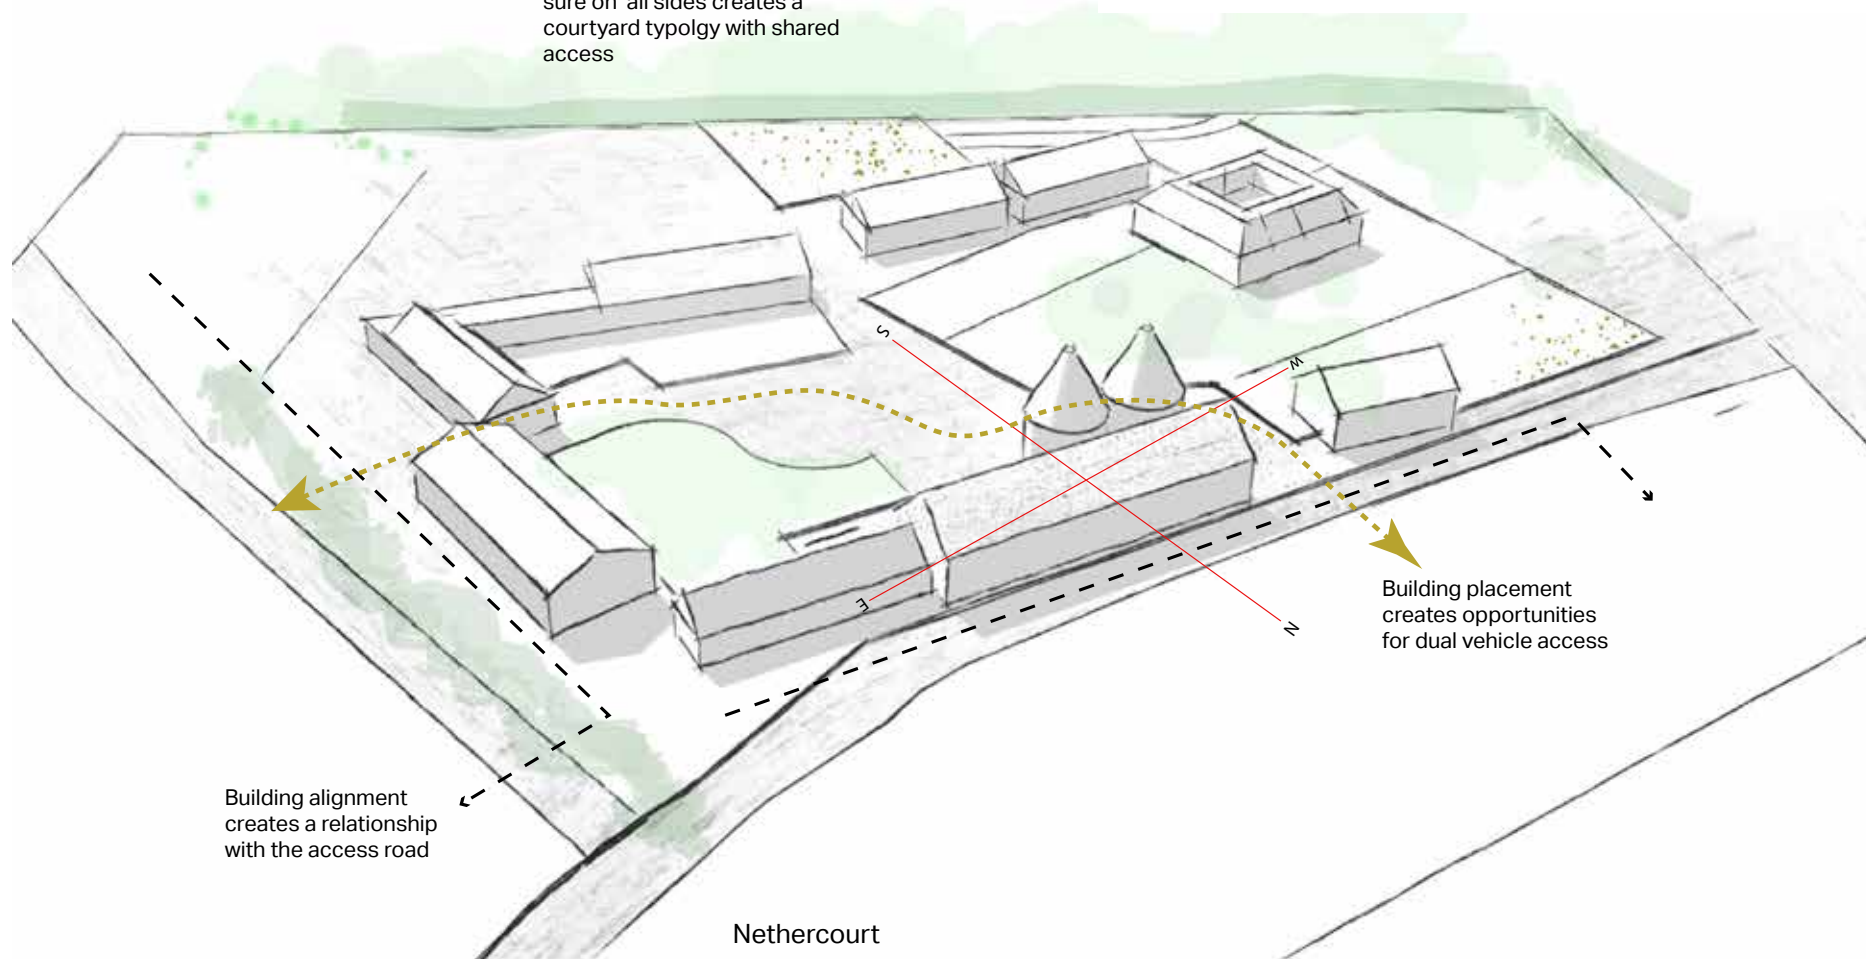 sure on all sides creates a
courtyard typolgy with shared
access
S
W
E
N
Building placement
creates opportunities
for dual vehicle access
Building alignment
creates a relationship
with the access road
Nethercourt